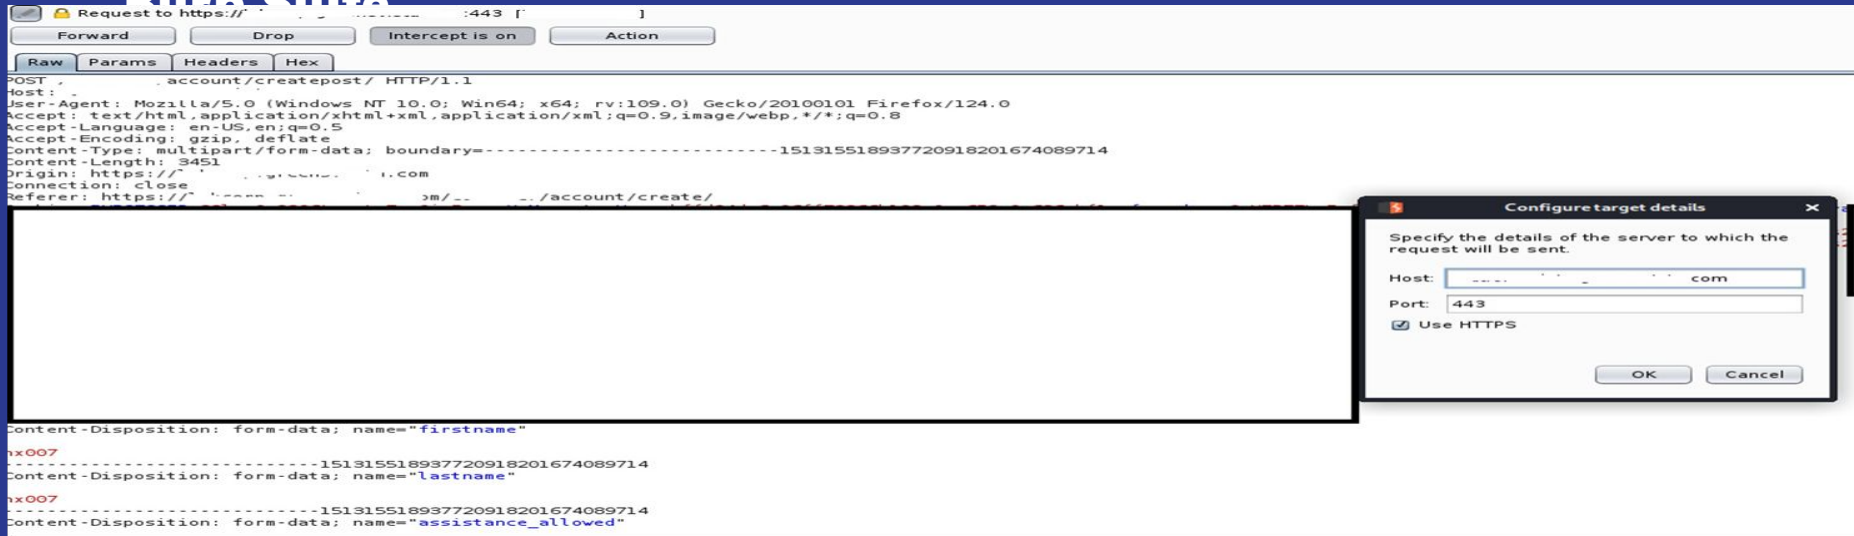 Burp Suite
Request to https:// :443 [ ]
Forward Drop Intercept is on Action
Raw Params Headers Hex
POST account/createpost/ HTTP/1.1
Host:
User-Agent: Mozilla/5.0 (Windows NT 10.0; Win64; x64; rv:109.0) Gecko/20100101 Firefox/124.0
Accept: text/html,application/xhtml+xml,application/xml;q=0.9,image/webp,*/*;q=0.8
Accept-Language: en-US,en;q=0.5
Accept-Encoding: gzip, deflate
Content-Type: multipart/form-data; boundary=---------------------------151315518937720918201674089714
Content-Length: 3451
Origin: https:// .com
Connection: close
Referer: https:// /account/create/
Configure target details
Specify the details of the server to which the
request will be sent.
Host: com
Port: 443
Use HTTPS
OK Cancel
Content-Disposition: form-data; name="firstname"
nx007
-----------------------------151315518937720918201674089714
Content-Disposition: form-data; name="lastname"
nx007
-----------------------------151315518937720918201674089714
Content-Disposition: form-data; name="assistance_allowed"